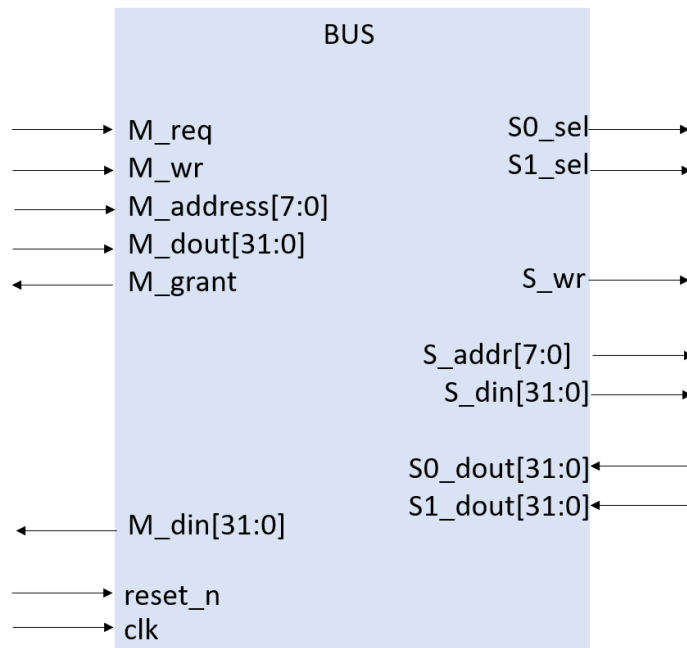 BUS
M_req
S0_sel
M_wr
S1_sel
M_address[7:0]
M_dout[31:0]
M_grant
S_wr
S_addr[7:0]
S_din[31:0]
S0_dout[31:0]
S1_dout[31:0]
M_din[31:0]
reset_n
clk